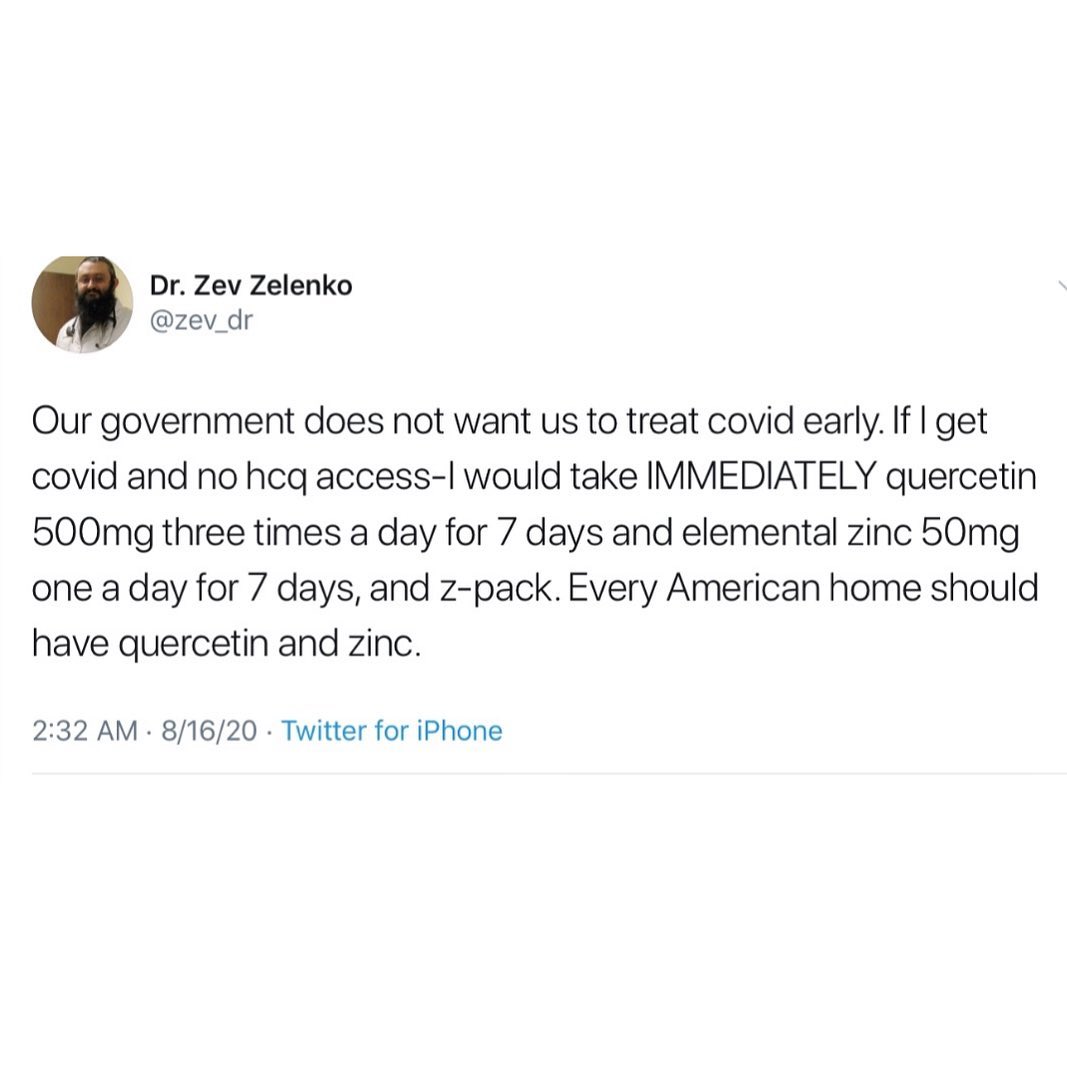 Dr. Zev Zelenko
@zev_dr
Our government does not want us to treat covid early. If I get
covid and no hcq access-I would take IMMEDIATELY quercetin
500mg three times a day for 7 days and elemental zinc 50mg
one a day for 7 days, and z-pack. Every American home should
have quercetin and zinc.
2:32 AM · 8/16/20 · Twitter for iPhone